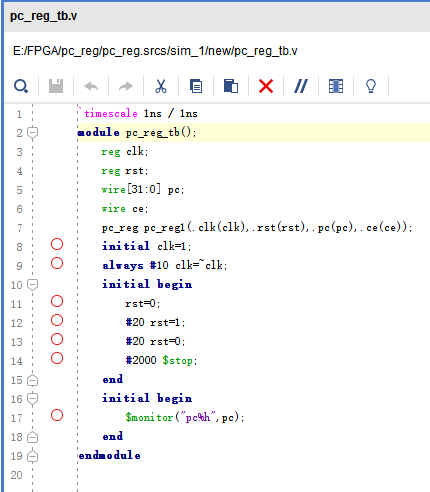 pc_reg_tb.v
E:/FPGA/pc_reg/pc_reg.srcs/sim_1/new/pc_reg_tb.v
1 `timescale 1ns / 1ns
2 module pc_reg_tb();
3 reg clk;
4 reg rst;
5 wire[31:0] pc;
6 wire ce;
7 pc_reg pc_reg1(.clk(clk),.rst(rst),.pc(pc),.ce(ce));
8 initial clk=1;
9 always #10 clk=~clk;
10 initial begin
11 rst=0;
12 #20 rst=1;
13 #20 rst=0;
14 #2000 $stop;
15 end
16 initial begin
17 $monitor("pc%h",pc);
18 end
19 endmodule
20